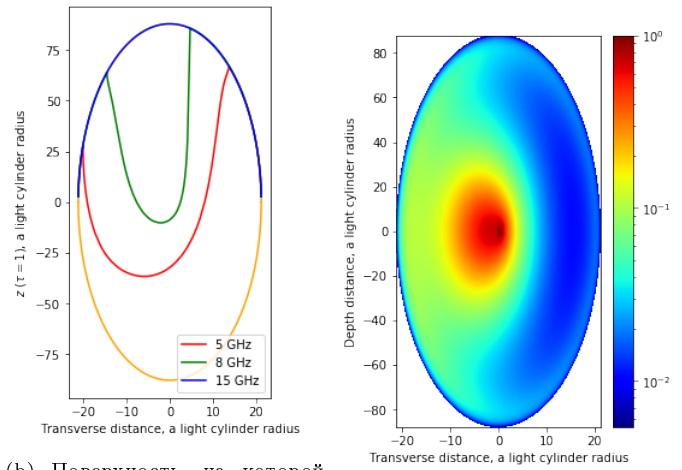 75
50
25
0
−25
−50
−75
z (τ = 1), a light cylinder radius
5 GHz
8 GHz
15 GHz
−20 −10 0 10 20
Transverse distance, a light cylinder radius
80
60
40
20
0
−20
−40
−60
−80
Depth distance, a light cylinder radius
−20 −10 0 10 20
Transverse distance, a light cylinder radius
10⁰
10⁻¹
10⁻²
(b) Поверхность, на которой